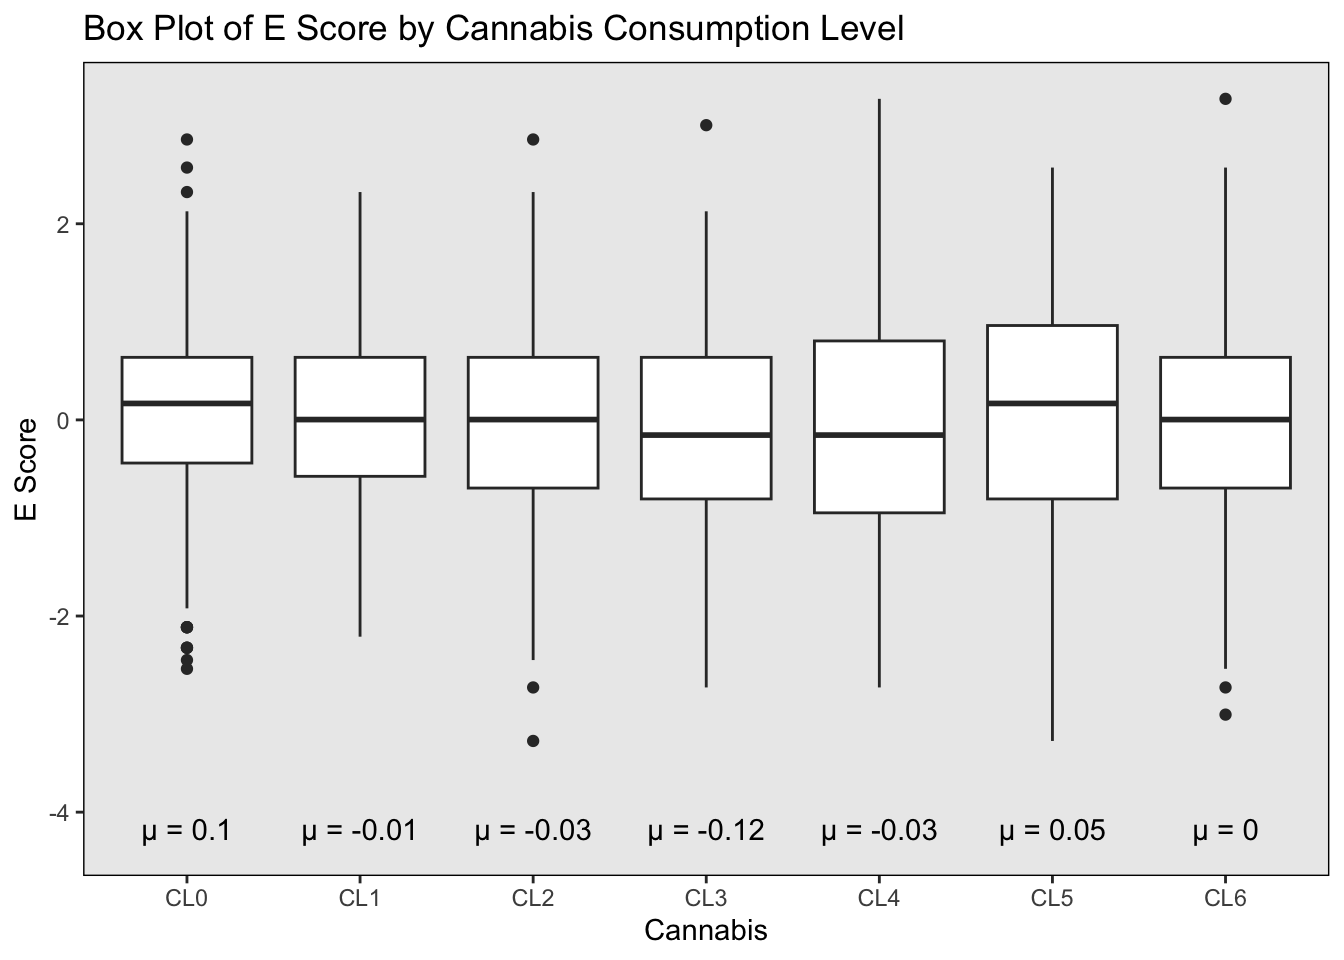 Box Plot of E Score by Cannabis Consumption Level
E Score
2
0
-2
-4
μ = 0.1 μ = -0.01 μ = -0.03 μ = -0.12 μ = -0.03 μ = 0.05 μ = 0
CL0 CL1 CL2 CL3 CL4 CL5 CL6
Cannabis